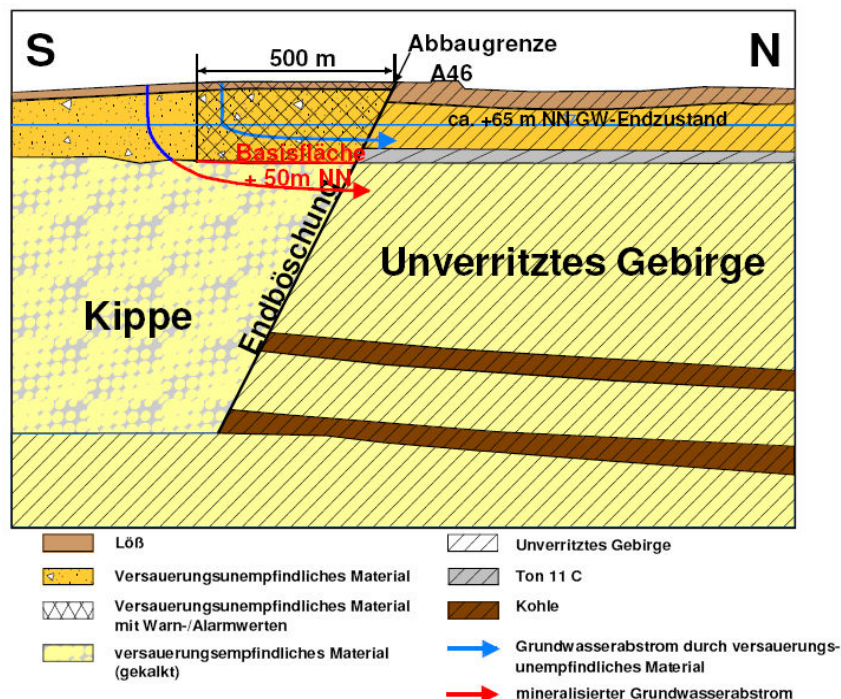 S
N
500 m
Abbaugrenze
A46
ca. +65 m NN GW-Endzustand
Basisfläche
+ 50m NN
Endböschung
Unverritztes Gebirge
Kippe
Löß
Versauerungsunempfindliches Material
Versauerungsunempfindliches Material
mit Warn-/Alarmwerten
versauerungsempfindliches Material
(gekalkt)
Unverritztes Gebirge
Ton 11 C
Kohle
Grundwasserabstrom durch versauerungs-
unempfindliches Material
mineralisierter Grundwasserabstrom